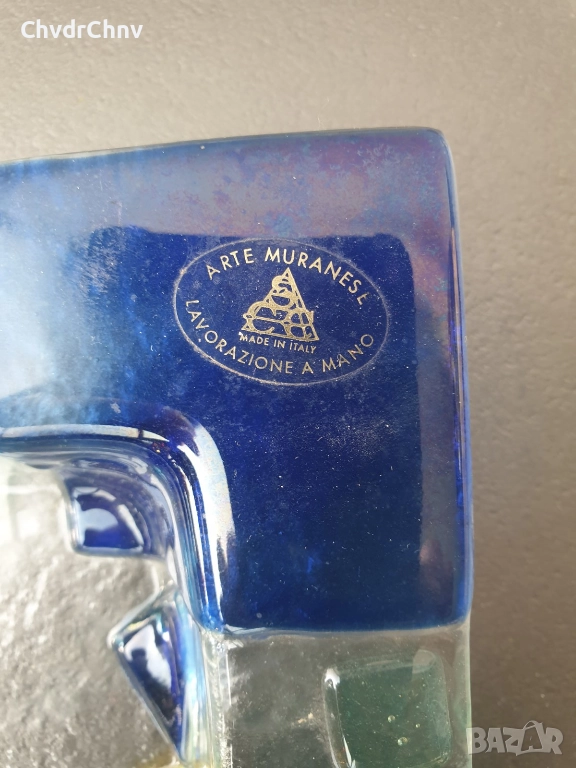 ChvdrChnv
ARTE MURANESE
MADE IN ITALY
LAVORAZIONE A MANO
BAZAR